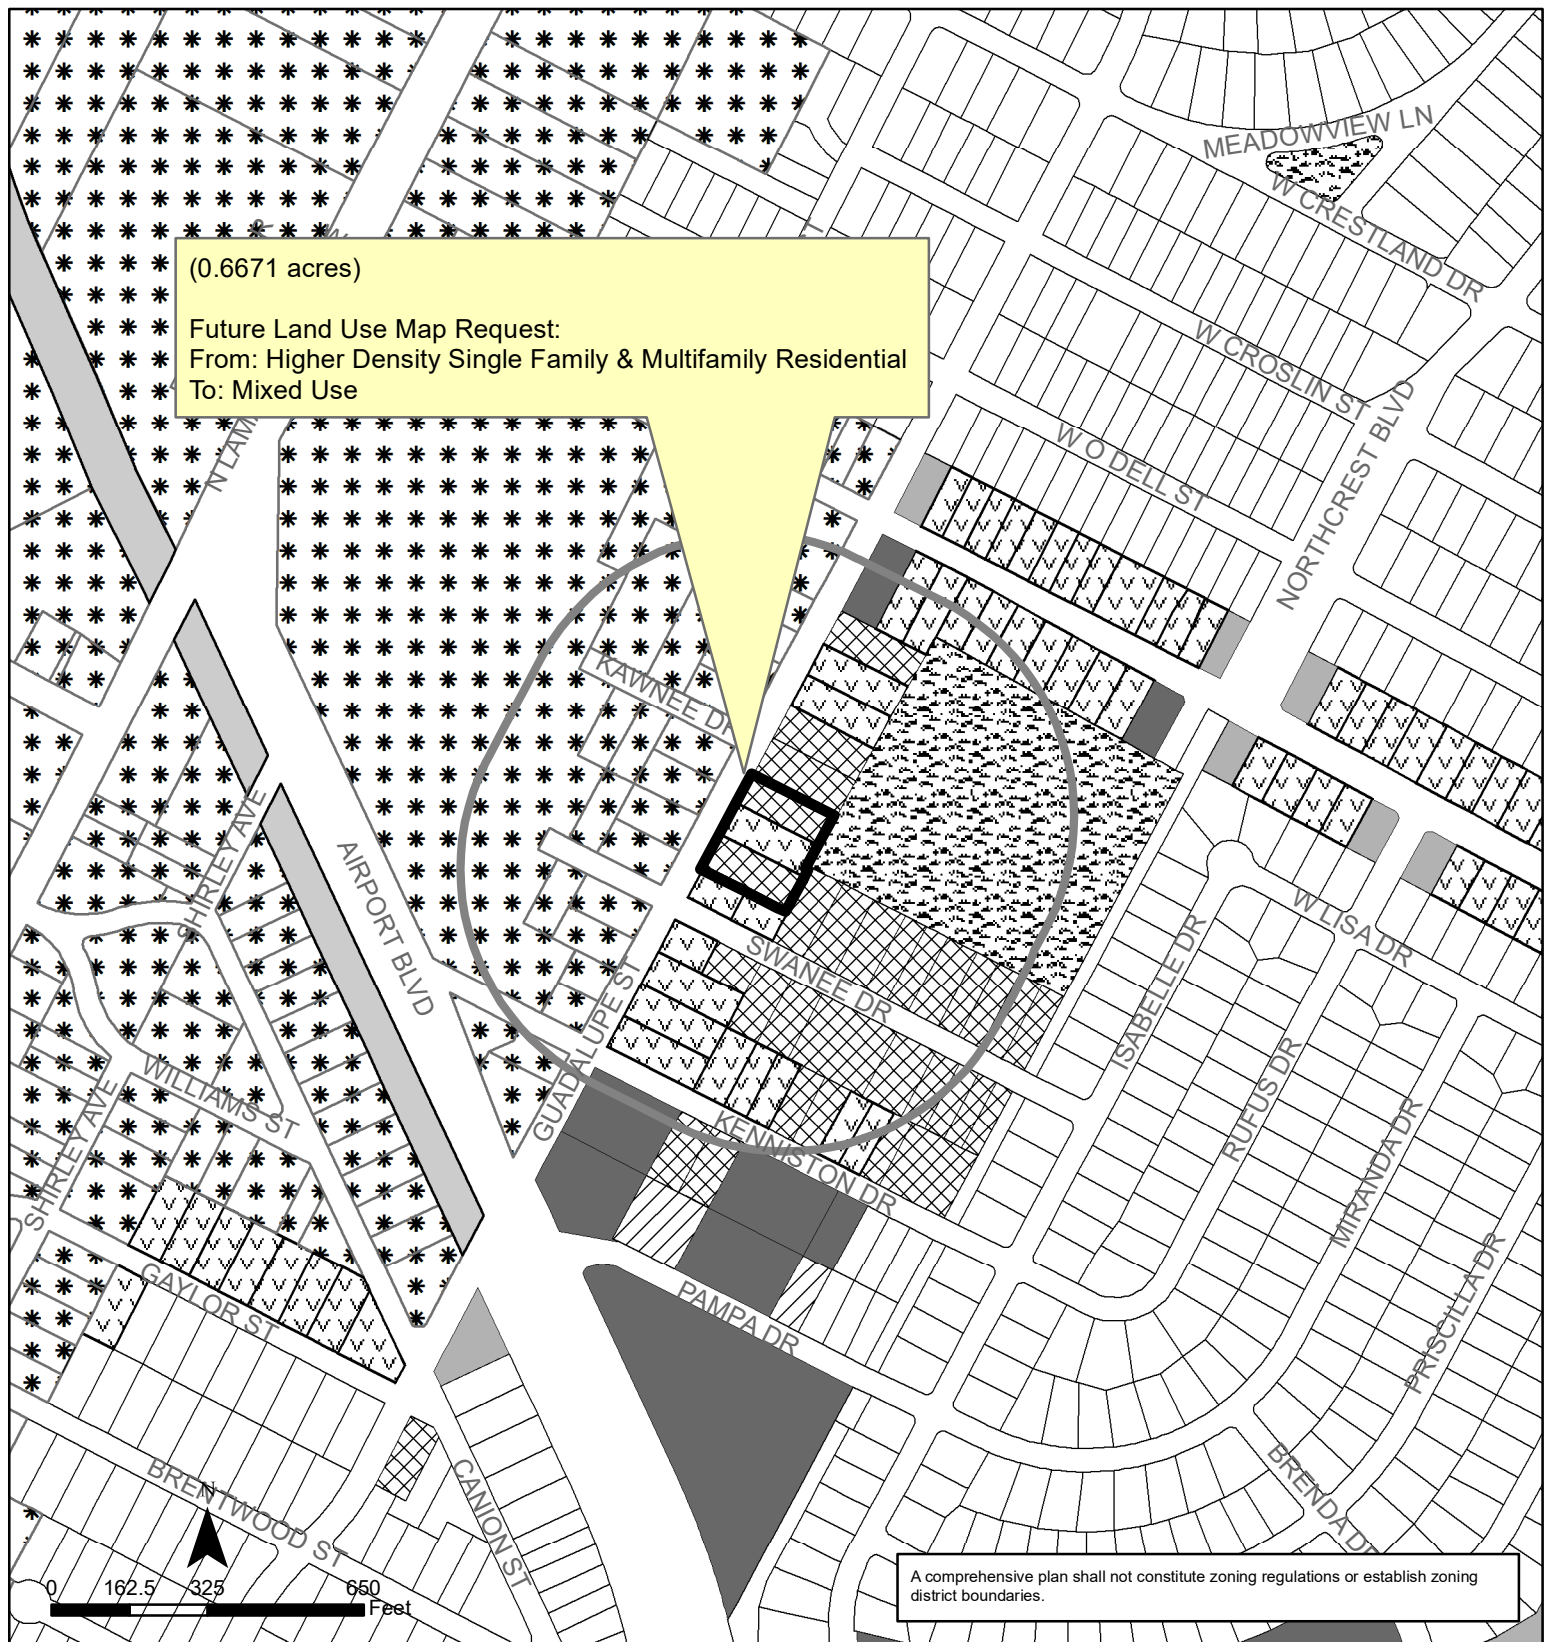 MEADOWVIEW LN
W CRESTLAND DR
(0.6671 acres)
Future Land Use Map Request:
From: Higher Density Single Family & Multifamily Residential
To: Mixed Use
W CROSLIN ST
NORTHCREST BLVD
W O DELL ST
KAWNEE DR
SHIRLEY AVE
AIRPORT BLVD
W LISA DR
SWANEE DR
ISABELLE DR
GUADALUPE ST
RUFUS DR
WILLIAMS ST
SHIRLEY AVE
KENNISTON DR
MIRANDA DR
PRISCILLA DR
GAYLOR ST
PAMPA DR
BRENTWOOD ST
CANION ST
BRENDA DR
N
0 162.5 325 650
Feet
A comprehensive plan shall not constitute zoning regulations or establish zoning
district boundaries.